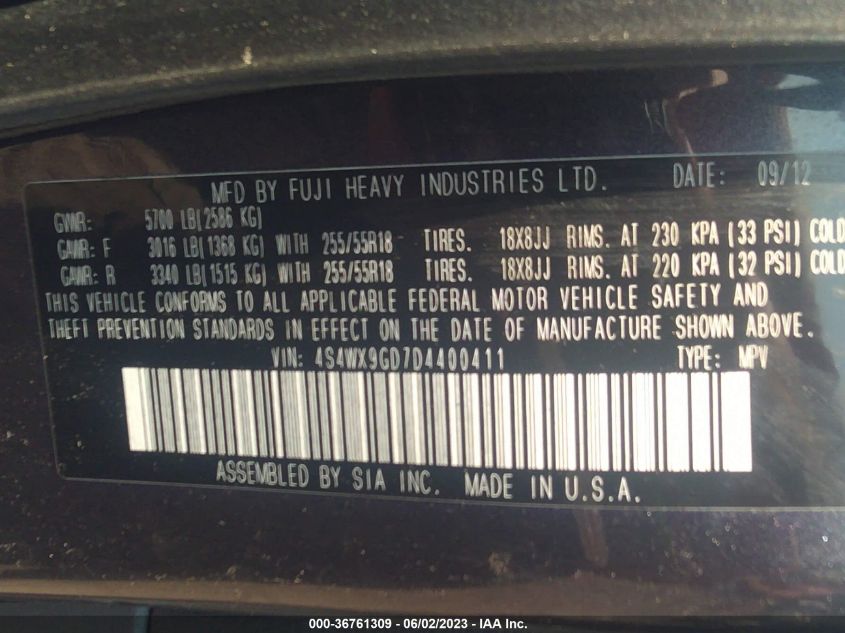 MFD BY FUJI HEAVY INDUSTRIES LTD. DATE: 09/12
GVWR: 5700 LB(2586 KG)
GAWR: F 3016 LB(1368 KG) WITH 255/55R18 TIRES. 18X8JJ RIMS. AT 230 KPA (33 PSI) COLD
GAWR: R 3340 LB(1515 KG) WITH 255/55R18 TIRES. 18X8JJ RIMS. AT 220 KPA (32 PSI) COLD
THIS VEHICLE CONFORMS TO ALL APPLICABLE FEDERAL MOTOR VEHICLE SAFETY AND
THEFT PREVENTION STANDARDS IN EFFECT ON THE DATE OF MANUFACTURE SHOWN ABOVE.
VIN: 4S4WX9GD7D4400411 TYPE: MPV
ASSEMBLED BY SIA INC. MADE IN U.S.A.
000-36761309 - 06/02/2023 - IAA Inc.